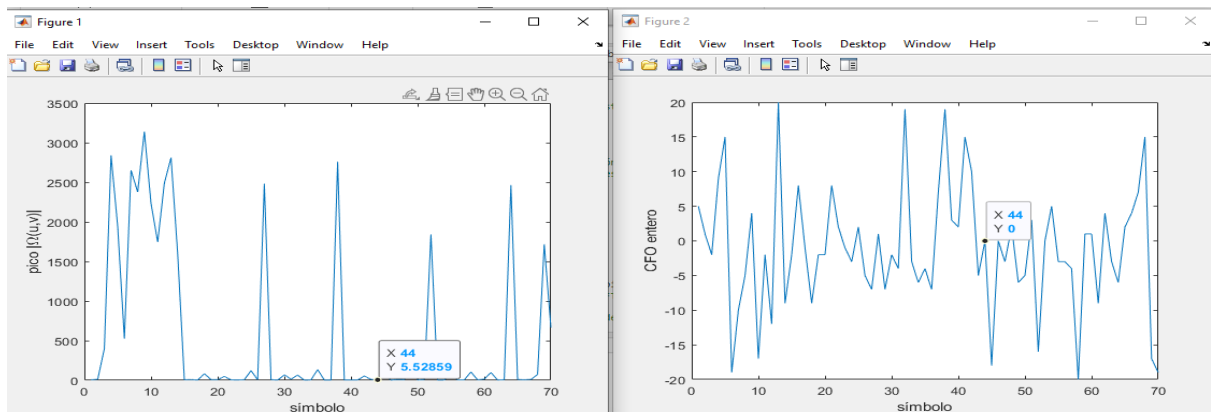 Figure 1
File Edit View Insert Tools Desktop Window Help
pico |Ω(u,v)|
3500
3000
2500
2000
1500
1000
500
0
0 10 20 30 40 50 60 70
símbolo
X 44
Y 5.52859
Figure 2
File Edit View Insert Tools Desktop Window Help
CFO entero
20
15
10
5
0
-5
-10
-15
-20
0 10 20 30 40 50 60 70
símbolo
X 44
Y 0